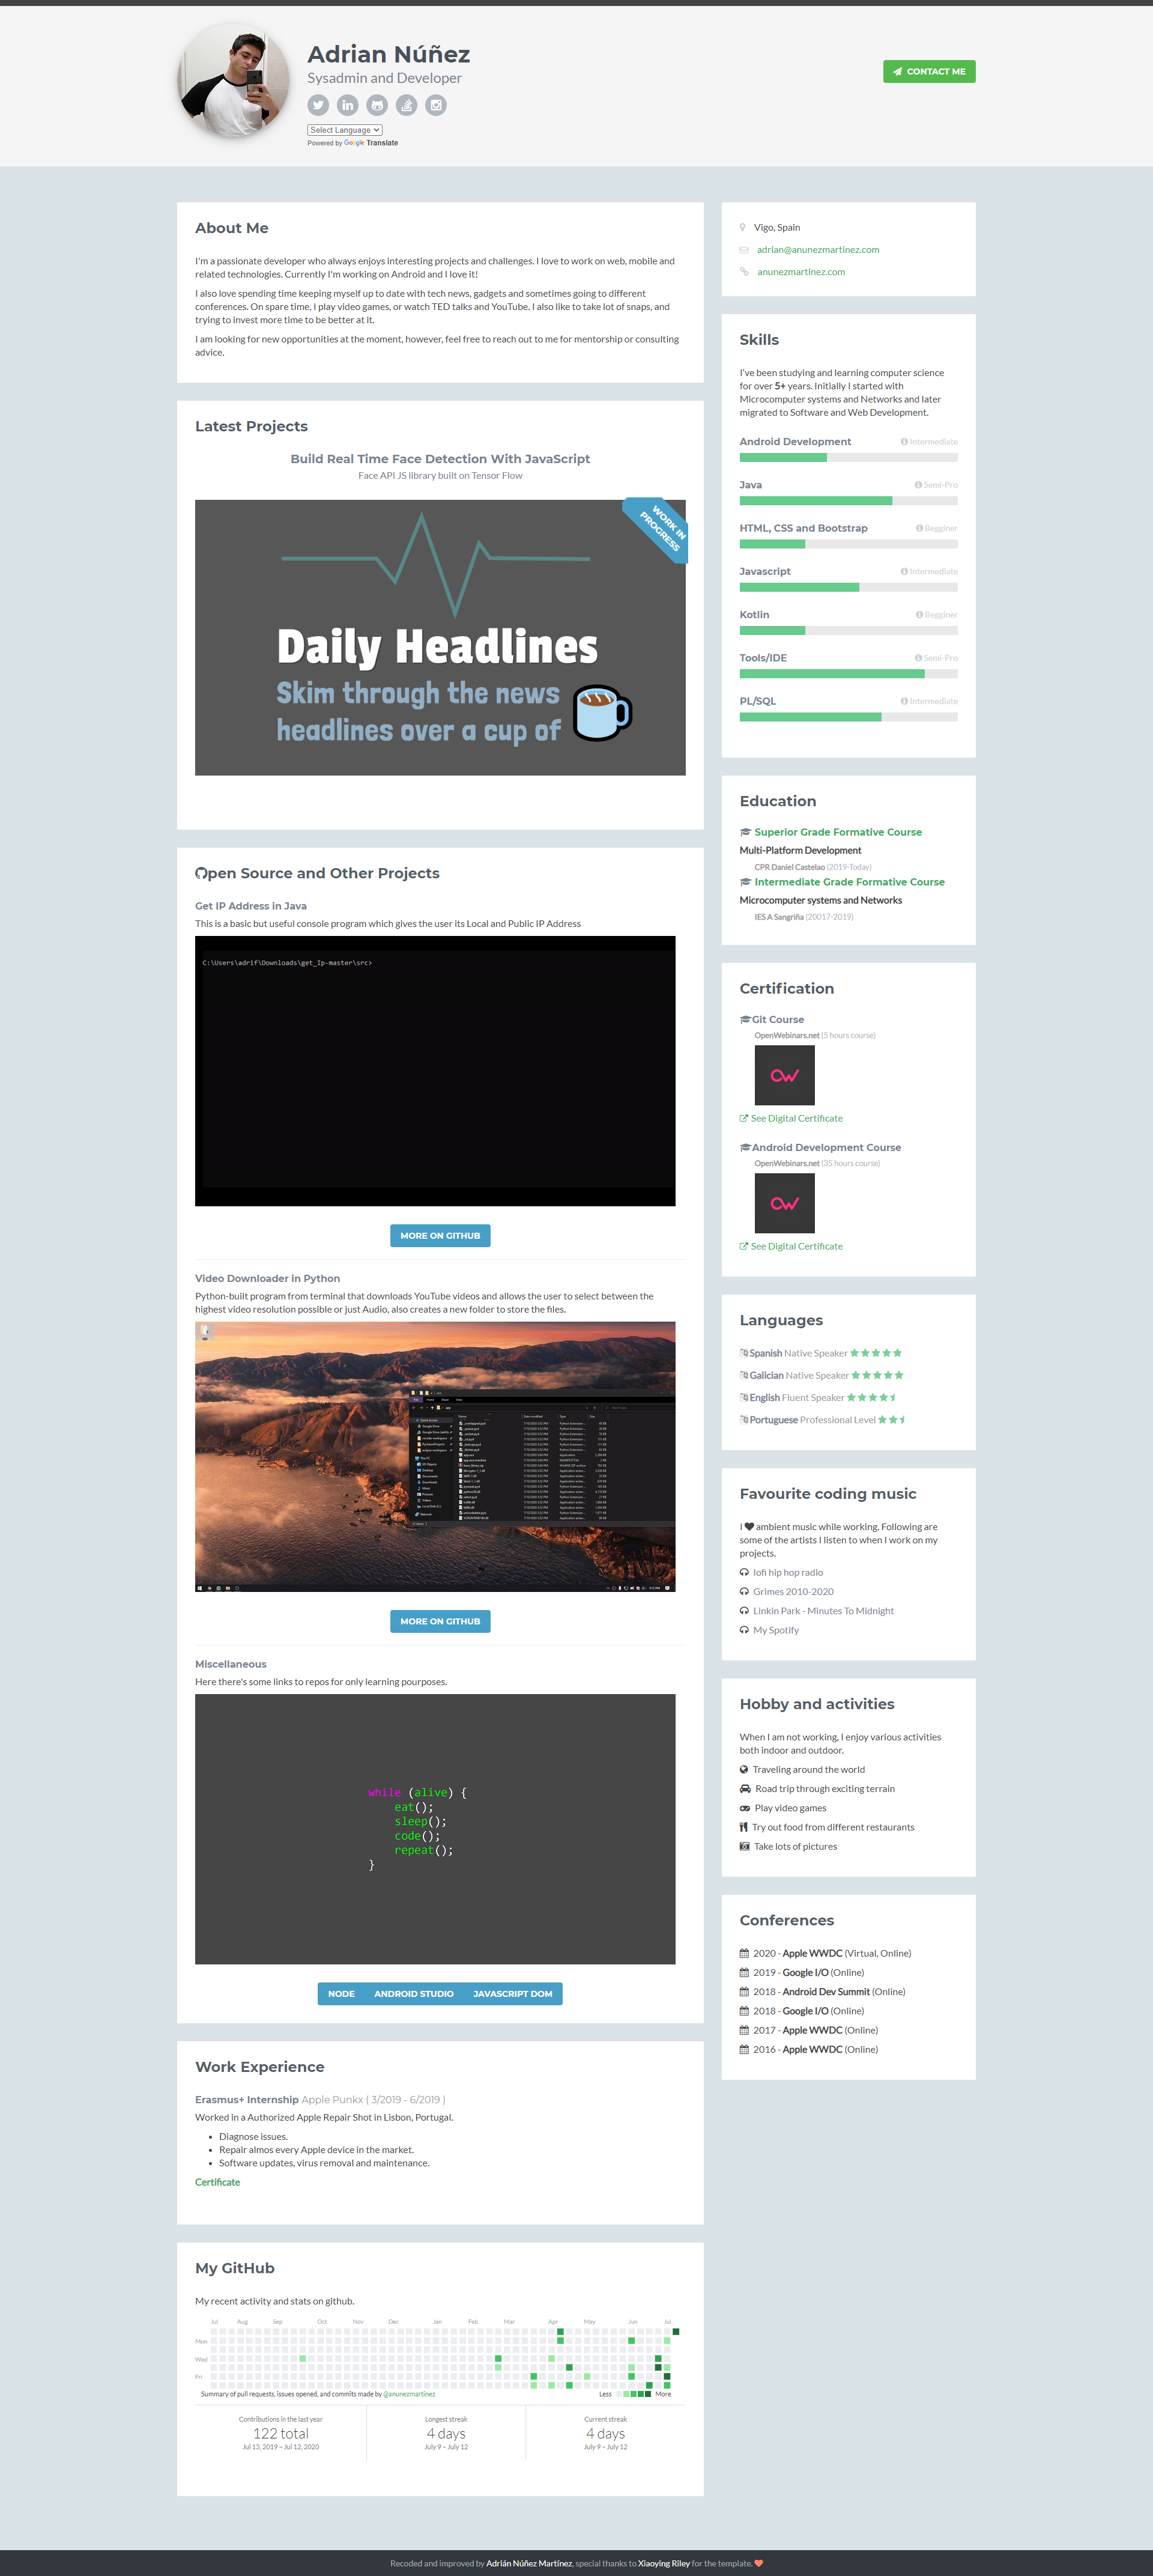 Adrian Núñez
Sysadmin and Developer
CONTACT ME
Select Language
Powered by Google Translate
About Me
I'm a passionate developer who always enjoys interesting projects and challenges. I love to work on web, mobile and
related technologies. Currently I'm working on Android and I love it!
I also love spending time keeping myself up to date with tech news, gadgets and sometimes going to different
conferences. On spare time, I play video games, or watch TED talks and YouTube. I also like to take lot of snaps, and
trying to invest more time to be better at it.
I am looking for new opportunities at the moment, however, feel free to reach out to me for mentorship or consulting
advice.
Latest Projects
Build Real Time Face Detection With JavaScript
Face API JS library built on Tensor Flow
WORK IN
PROGRESS
Daily Headlines
Skim through the news
headlines over a cup of
Open Source and Other Projects
Get IP Address in Java
This is a basic but useful console program which gives the user its Local and Public IP Address
C:\Users\adrif\Downloads\get_Ip-master\src>
MORE ON GITHUB
Video Downloader in Python
Python-built program from terminal that downloads YouTube videos and allows the user to select between the
highest video resolution possible or just Audio, also creates a new folder to store the files.
MORE ON GITHUB
Miscellaneous
Here there's some links to repos for only learning pourposes.
while (alive) {
eat();
sleep();
code();
repeat();
}
NODE ANDROID STUDIO JAVASCRIPT DOM
Work Experience
Erasmus+ Internship Apple Punkx ( 3/2019 - 6/2019 )
Worked in a Authorized Apple Repair Shot in Lisbon, Portugal.
Diagnose issues.
Repair almos every Apple device in the market.
Software updates, virus removal and maintenance.
Certificate
My GitHub
My recent activity and stats on github.
Jul Aug Sep Oct Nov Dec Jan Feb Mar Apr May Jun Jul
Mon
Wed
Fri
Summary of pull requests, issues opened, and commits made by @anunezmartinez
Less More
Contributions in the last year
122 total
Jul 13, 2019 – Jul 12, 2020
Longest streak
4 days
July 9 – July 12
Current streak
4 days
July 9 – July 12
Vigo, Spain
adrian@anunezmartinez.com
anunezmartinez.com
Skills
I've been studying and learning computer science
for over 5+ years. Initially I started with
Microcomputer systems and Networks and later
migrated to Software and Web Development.
Android Development Intermediate
Java Semi-Pro
HTML, CSS and Bootstrap Begginer
Javascript Intermediate
Kotlin Begginer
Tools/IDE Semi-Pro
PL/SQL Intermediate
Education
Superior Grade Formative Course
Multi-Platform Development
CPR Daniel Castelao (2019-Today)
Intermediate Grade Formative Course
Microcomputer systems and Networks
IES A Sangriña (20017-2019)
Certification
Git Course
OpenWebinars.net (5 hours course)
See Digital Certificate
Android Development Course
OpenWebinars.net (35 hours course)
See Digital Certificate
Languages
Spanish Native Speaker
Galician Native Speaker
English Fluent Speaker
Portuguese Professional Level
Favourite coding music
I ambient music while working. Following are
some of the artists I listen to when I work on my
projects.
lofi hip hop radio
Grimes 2010-2020
Linkin Park - Minutes To Midnight
My Spotify
Hobby and activities
When I am not working, I enjoy various activities
both indoor and outdoor.
Traveling around the world
Road trip through exciting terrain
Play video games
Try out food from different restaurants
Take lots of pictures
Conferences
2020 - Apple WWDC (Virtual, Online)
2019 - Google I/O (Online)
2018 - Android Dev Summit (Online)
2018 - Google I/O (Online)
2017 - Apple WWDC (Online)
2016 - Apple WWDC (Online)
Recoded and improved by Adrián Núñez Martínez, special thanks to Xiaoying Riley for the template.